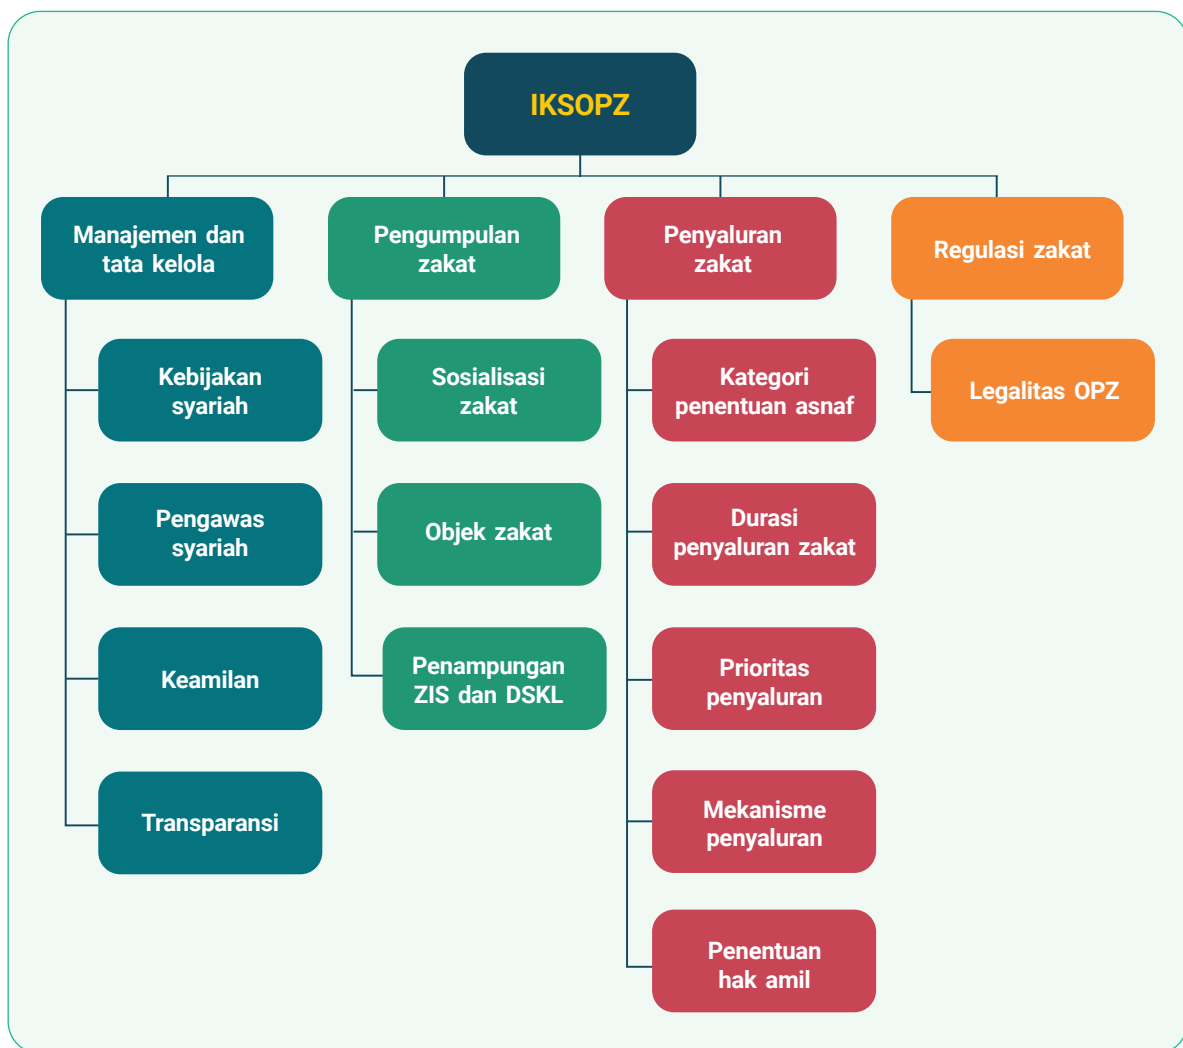 IKSOPZ
Manajemen dan
tata kelola
Kebijakan
syariah
Pengawas
syariah
Keamilan
Transparansi
Pengumpulan
zakat
Sosialisasi
zakat
Objek zakat
Penampungan
ZIS dan DSKL
Penyaluran
zakat
Kategori
penentuan asnaf
Durasi
penyaluran zakat
Prioritas
penyaluran
Mekanisme
penyaluran
Penentuan
hak amil
Regulasi zakat
Legalitas OPZ